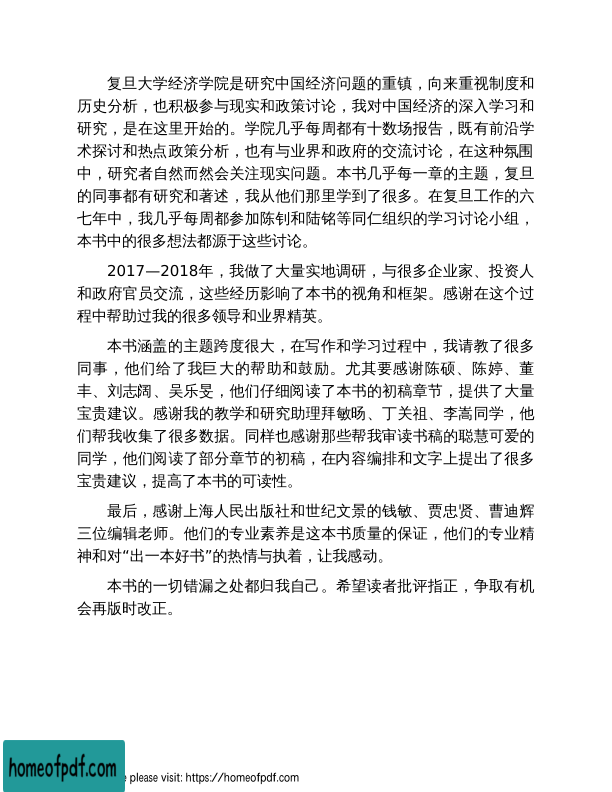 复旦大学经济学院是研究中国经济问题的重镇，向来重视制度和
历史分析，也积极参与现实和政策讨论，我对中国经济的深入学习和
研究，是在这里开始的。学院几乎每周都有十数场报告，既有前沿学
术探讨和热点政策分析，也有与业界和政府的交流讨论，在这种氛围
中，研究者自然而然会关注现实问题。本书几乎每一章的主题，复旦
的同事都有研究和著述，我从他们那里学到了很多。在复旦工作的六
七年中，我几乎每周都参加陈钊和陆铭等同仁组织的学习讨论小组，
本书中的很多想法都源于这些讨论。
2017—2018年，我做了大量实地调研，与很多企业家、投资人
和政府官员交流，这些经历影响了本书的视角和框架。感谢在这个过
程中帮助过我的很多领导和业界精英。
本书涵盖的主题跨度很大，在写作和学习过程中，我请教了很多
同事，他们给了我巨大的帮助和鼓励。尤其要感谢陈硕、陈婷、董
丰、刘志阔、吴乐旻，他们仔细阅读了本书的初稿章节，提供了大量
宝贵建议。感谢我的教学和研究助理拜敏旸、丁关祖、李嵩同学，他
们帮我收集了很多数据。同样也感谢那些帮我审读书稿的聪慧可爱的
同学，他们阅读了部分章节的初稿，在内容编排和文字上提出了很多
宝贵建议，提高了本书的可读性。
最后，感谢上海人民出版社和世纪文景的钱敏、贾忠贤、曹迪辉
三位编辑老师。他们的专业素养是这本书质量的保证，他们的专业精
神和对“出一本好书”的热情与执着，让我感动。
本书的一切错漏之处都归我自己。希望读者批评指正，争取有机
会再版时改正。
homeofpdf.com
please visit: https://homeofpdf.com